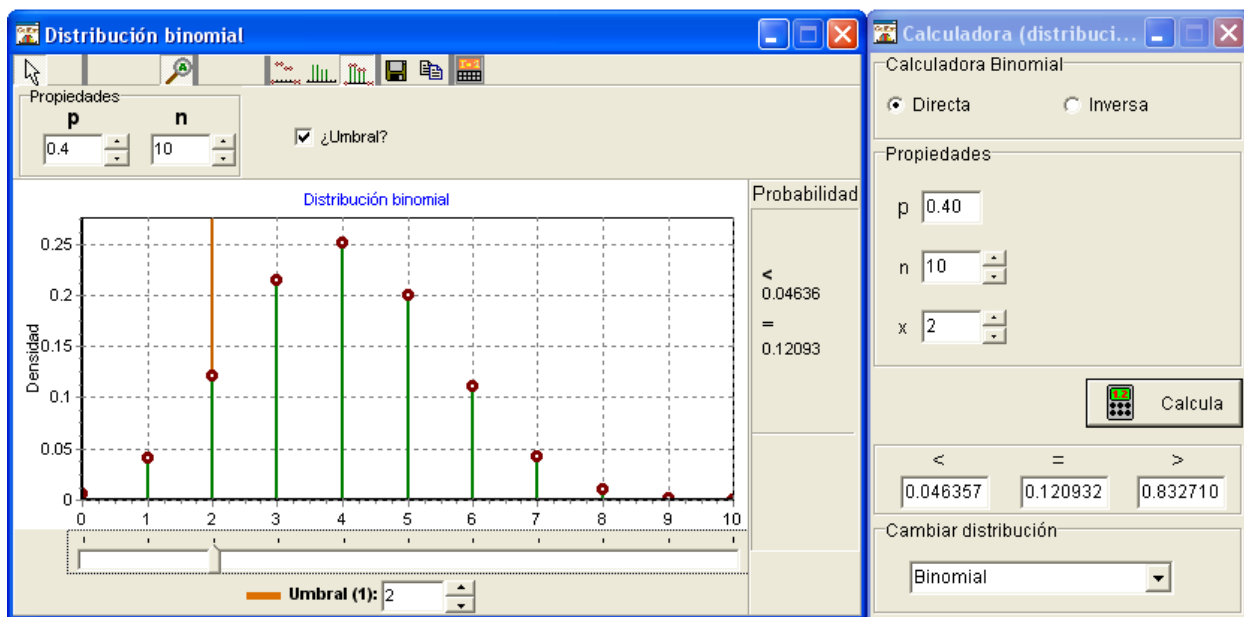 Distribución binomial
Propiedades
p n
0.4 10
¿Umbral?
Distribución binomial
Densidad
0.25
0.2
0.15
0.1
0.05
0
0 1 2 3 4 5 6 7 8 9 10
Umbral (1): 2
Probabilidad
<
0.04636
=
0.12093
Calculadora (distribuci...
Calculadora Binomial
Directa Inversa
Propiedades
p 0.40
n 10
x 2
Calcula
< = >
0.046357 0.120932 0.832710
Cambiar distribución
Binomial